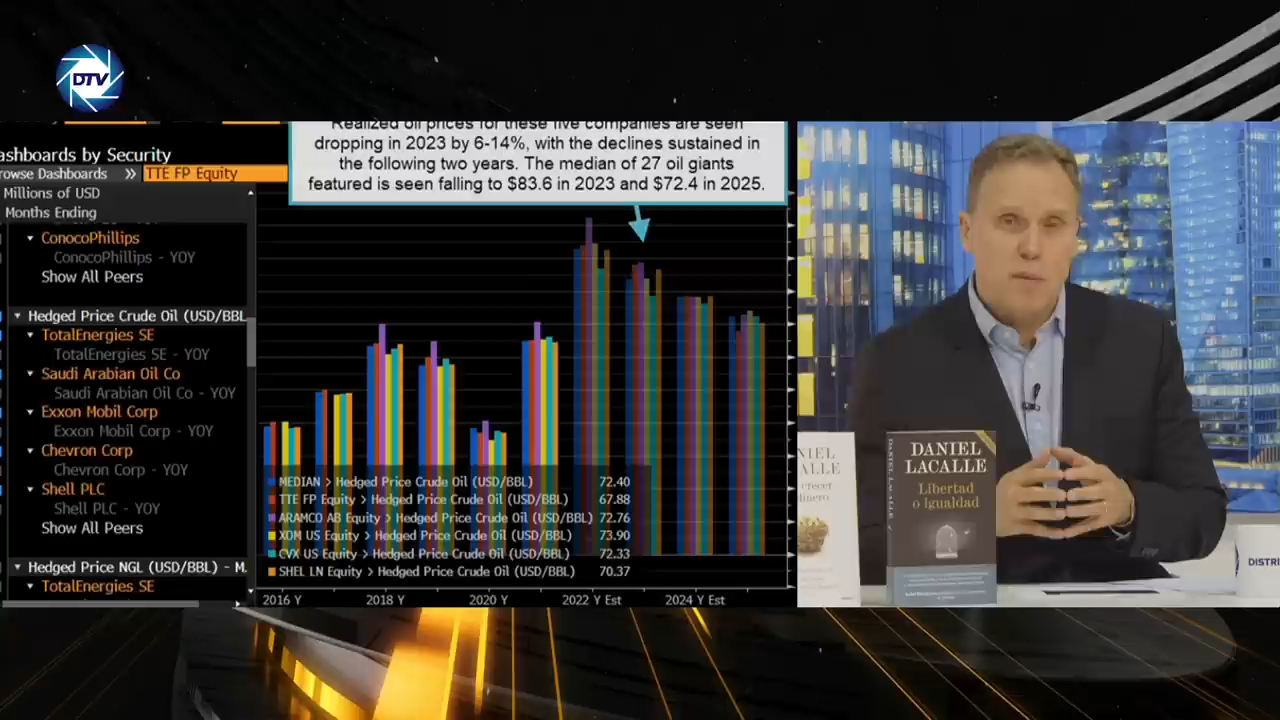 DTV
ashboards by Security
rowse Dashboards » TTE FP Equity
Millions of USD
Months Ending
ConocoPhillips
ConocoPhillips - YOY
Show All Peers
Hedged Price Crude Oil (USD/BBL
TotalEnergies SE
TotalEnergies SE - YOY
Saudi Arabian Oil Co
Saudi Arabian Oil Co - YOY
Exxon Mobil Corp
Exxon Mobil Corp - YOY
Chevron Corp
Chevron Corp - YOY
Shell PLC
Shell PLC - YOY
Show All Peers
Hedged Price NGL (USD/BBL) - M
TotalEnergies SE
Realized oil prices for these five companies are seen
dropping in 2023 by 6-14%, with the declines sustained in
the following two years. The median of 27 oil giants
featured is seen falling to $83.6 in 2023 and $72.4 in 2025.
MEDIAN > Hedged Price Crude Oil (USD/BBL) 72.40
TTE FP Equity > Hedged Price Crude Oil (USD/BBL) 67.88
ARAMCO AB Equity > Hedged Price Crude Oil (USD/BBL) 72.76
XOM US Equity > Hedged Price Crude Oil (USD/BBL) 73.90
CVX US Equity > Hedged Price Crude Oil (USD/BBL) 72.33
SHEL LN Equity > Hedged Price Crude Oil (USD/BBL) 70.37
2016 Y 2018 Y 2020 Y 2022 Y Est 2024 Y Est
NIEL
ALLE
crecer
inero
DANIEL
LACALLE
Libertad
o igualdad
DANIEL LACALLE
DISTRI